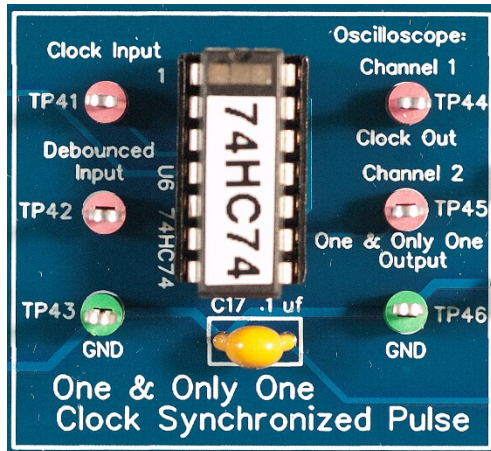 Clock Input
1
TP41
Debounced
Input
TP42
TP43
GND
U6 74HC74
74HC74
Oscilloscope:
Channel 1
TP44
Clock Out
Channel 2
TP45
One & Only One
Output
TP46
GND
C17 .1 uf
One & Only One
Clock Synchronized Pulse